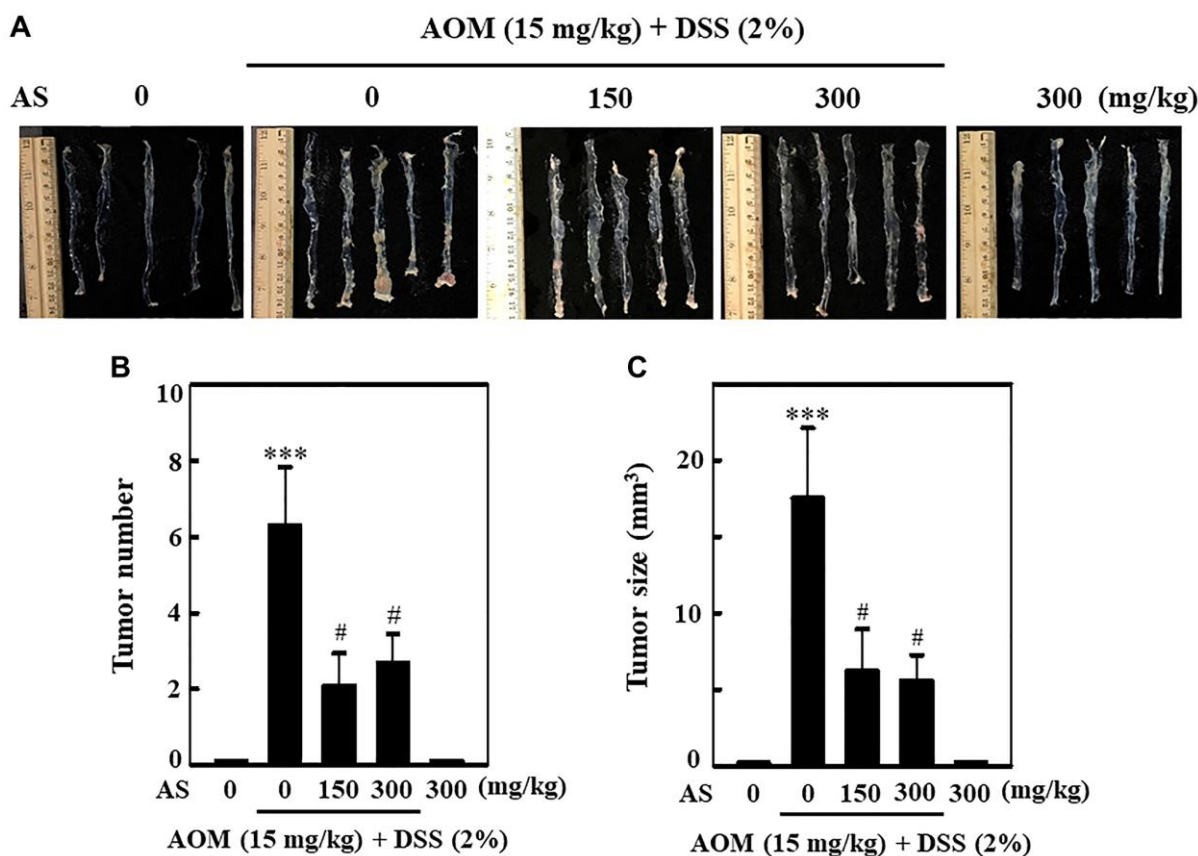 A
AOM (15 mg/kg) + DSS (2%)
AS 0 0 150 300 300 (mg/kg)
B
C
10
8
6
4
2
0
Tumor number
***
#
#
AS 0 0 150 300 300 (mg/kg)
AOM (15 mg/kg) + DSS (2%)
20
10
0
Tumor size (mm³)
***
#
#
AS 0 0 150 300 300 (mg/kg)
AOM (15 mg/kg) + DSS (2%)